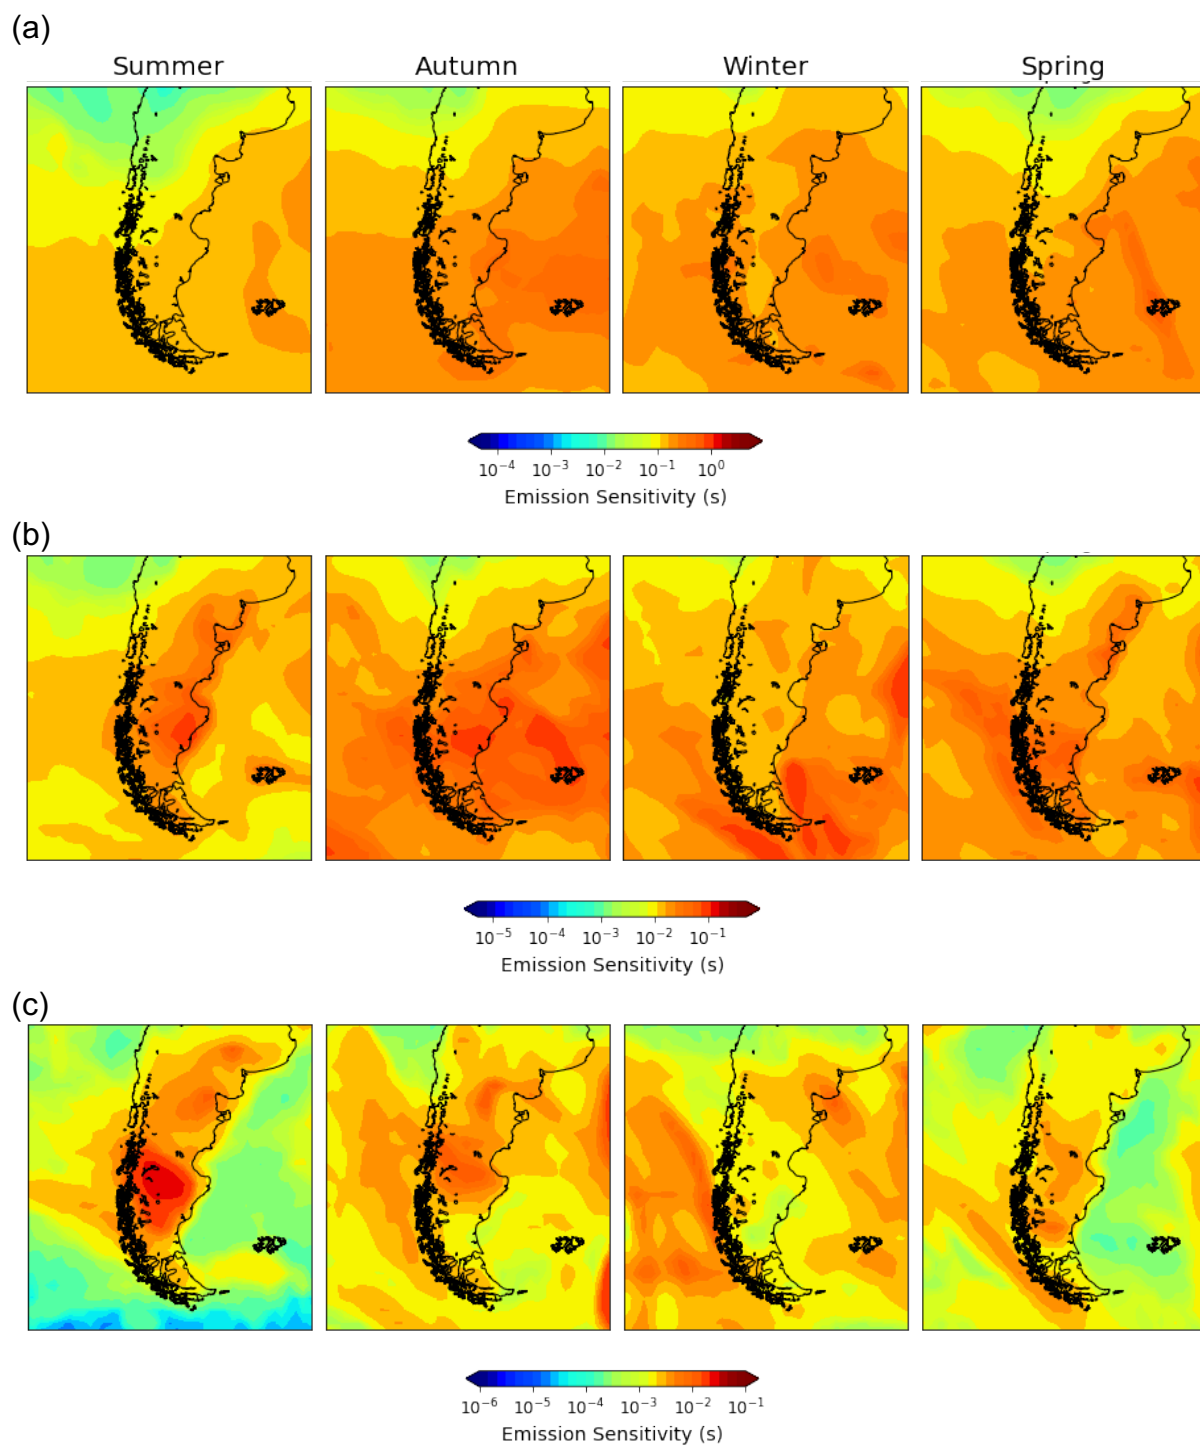 (a)
Summer Autumn Winter Spring
10⁻⁴ 10⁻³ 10⁻² 10⁻¹ 10⁰
Emission Sensitivity (s)
(b)
10⁻⁵ 10⁻⁴ 10⁻³ 10⁻² 10⁻¹
Emission Sensitivity (s)
(c)
10⁻⁶ 10⁻⁵ 10⁻⁴ 10⁻³ 10⁻² 10⁻¹
Emission Sensitivity (s)